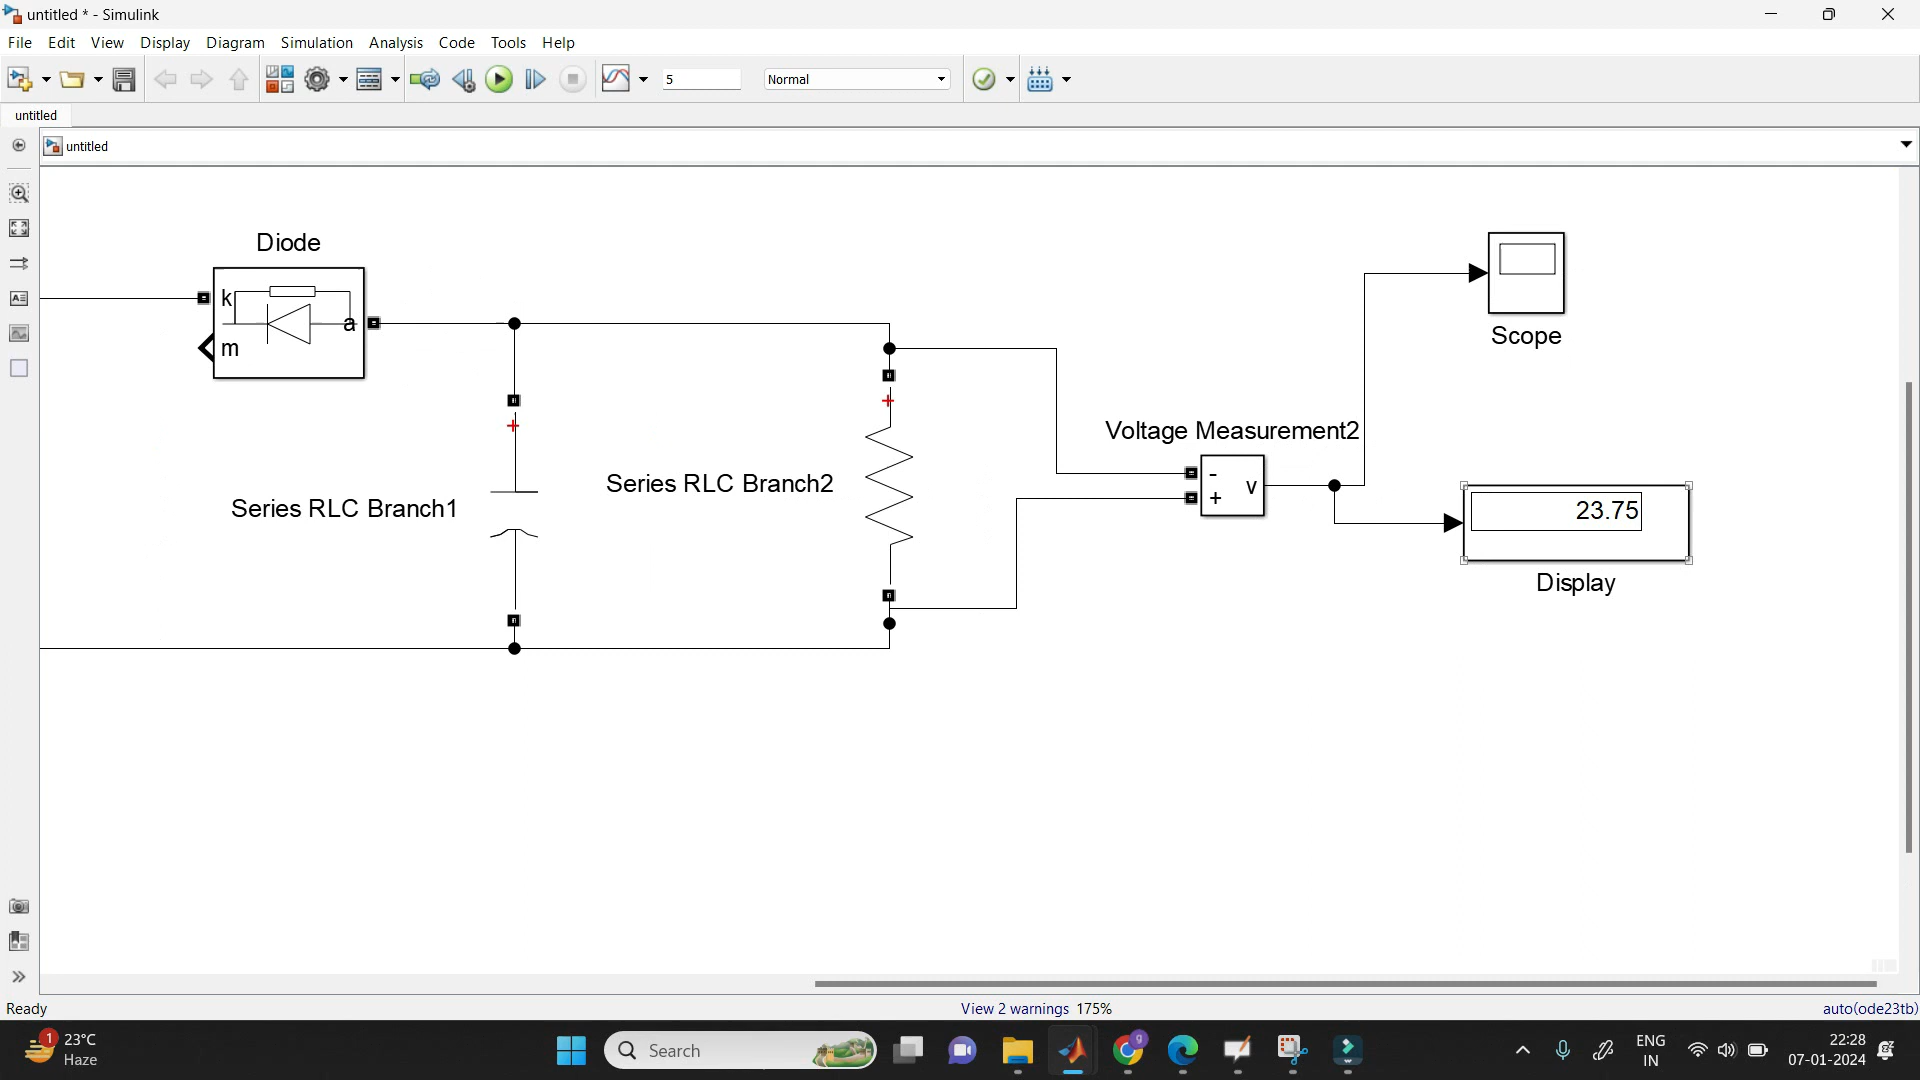 untitled * - Simulink
File Edit View Display Diagram Simulation Analysis Code Tools Help
5 Normal
untitled
untitled
Diode
k
a
m
Scope
Voltage Measurement2
-
+
v
Series RLC Branch2
Series RLC Branch1
+
+
23.75
Display
Ready View 2 warnings 175% auto(ode23tb)
1
23°C
Haze
Search
g
ENG
IN
22:28
07-01-2024